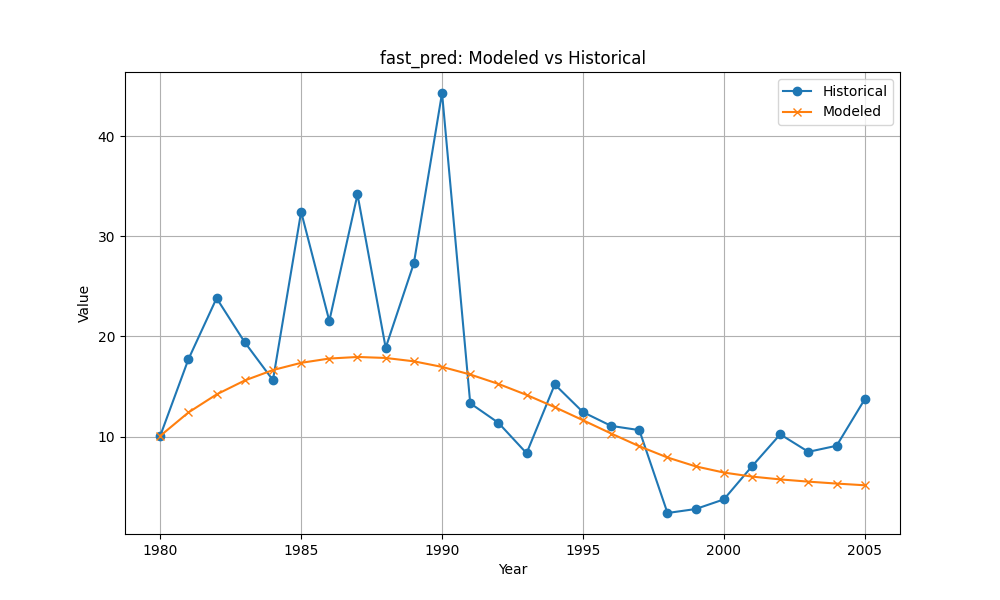 fast_pred: Modeled vs Historical
Historical
Modeled
Value
40
30
20
10
1980
1985
1990
1995
2000
2005
Year